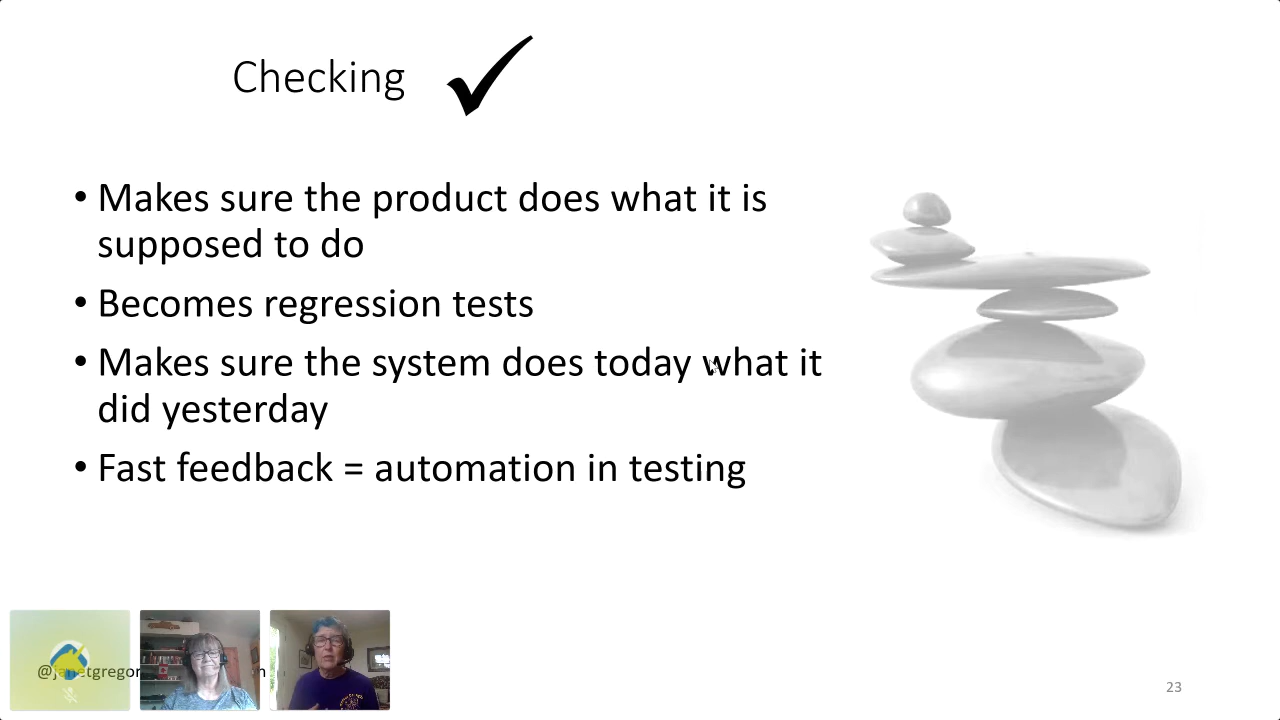 Checking
• Makes sure the product does what it is
supposed to do
• Becomes regression tests
• Makes sure the system does today what it
did yesterday
• Fast feedback = automation in testing
@janetgregor
23